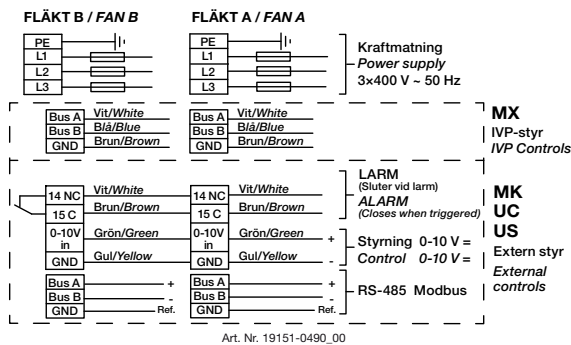 FLÄKT B / FAN B
FLÄKT A / FAN A
PE
L1
L2
L3
PE
L1
L2
L3
Kraftmatning
Power supply
3×400 V ~ 50 Hz
Bus A Vit/White
Bus B Blå/Blue
GND Brun/Brown
Bus A Vit/White
Bus B Blå/Blue
GND Brun/Brown
MX
IVP-styr
IVP Controls
14 NC Vit/White
15 C Brun/Brown
0-10V in Grön/Green
GND Gul/Yellow
14 NC Vit/White
15 C Brun/Brown
0-10V in Grön/Green +
GND Gul/Yellow -
LARM
(Sluter vid larm)
ALARM
(Closes when triggered)
Styrning 0-10 V =
Control 0-10 V =
MK
UC
US
Extern styr
External
controls
Bus A +
Bus B -
GND Ref.
Bus A +
Bus B -
GND Ref.
RS-485 Modbus
Art. Nr. 19151-0490_00